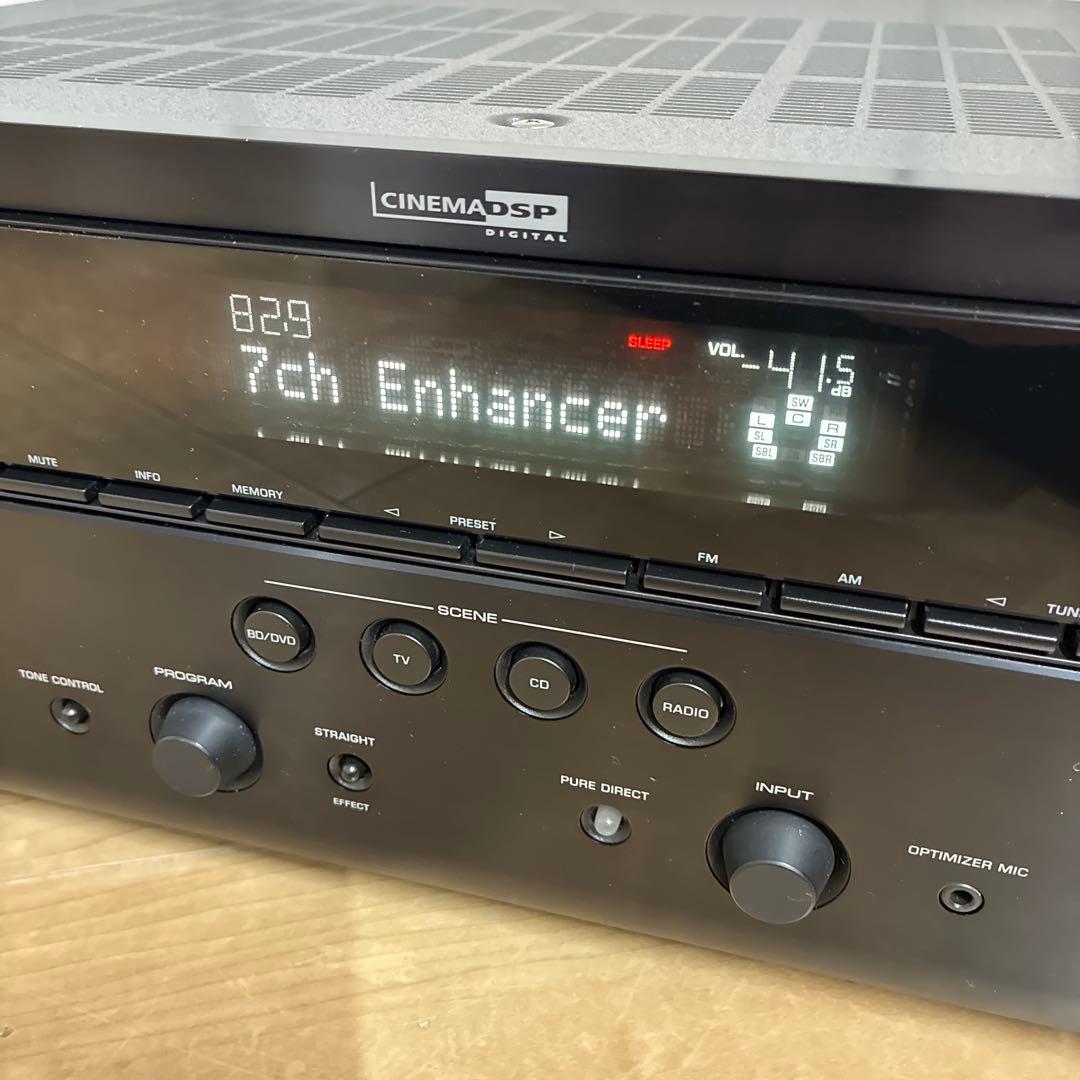 CINEMA DSP
DIGITAL
82.9
SLEEP
VOL. -41.5
dB
7ch Enhancer
SW
L C R
SL SR
SBL SBR
MUTE
INFO
MEMORY
PRESET
FM
AM
SCENE
BD/DVD
TV
CD
RADIO
TONE CONTROL
PROGRAM
STRAIGHT
EFFECT
PURE DIRECT
INPUT
OPTIMIZER MIC